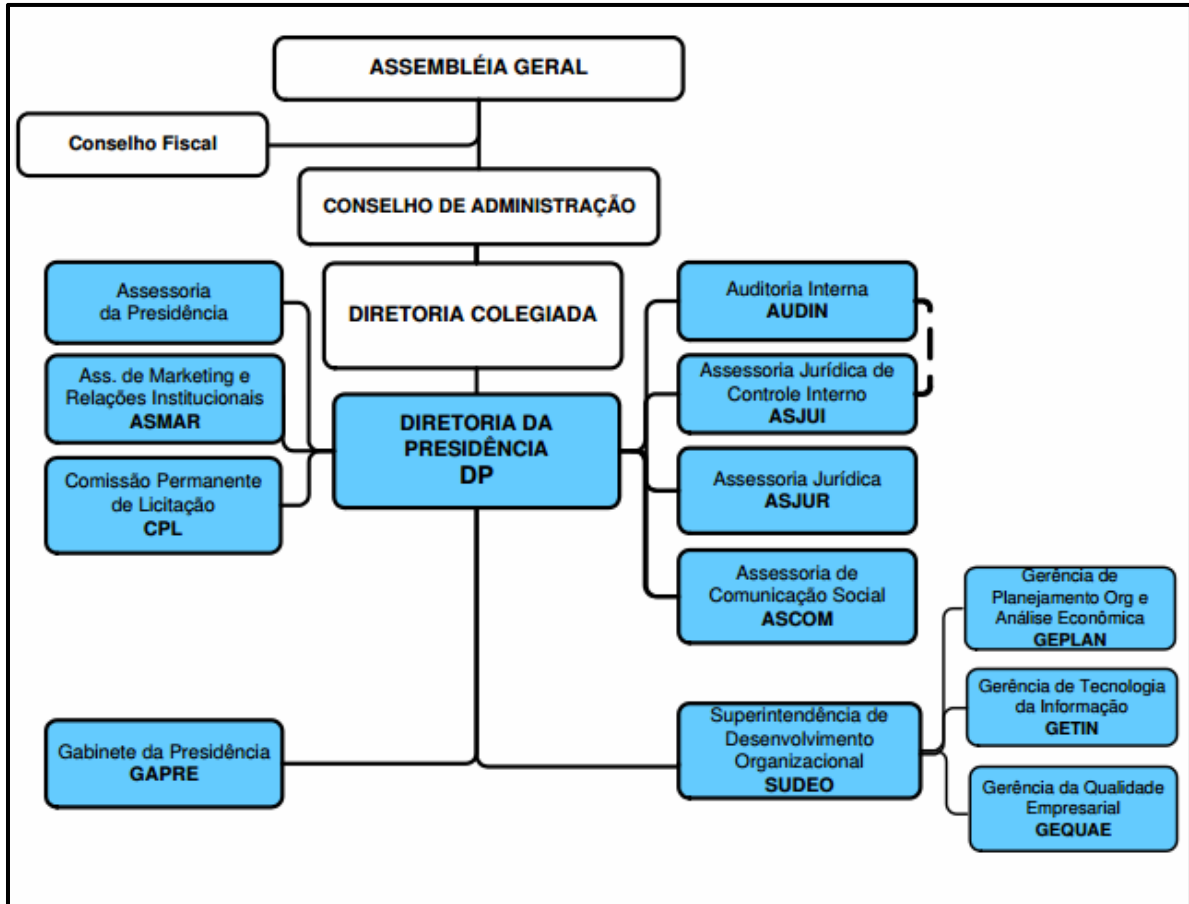 ASSEMBLÉIA GERAL
Conselho Fiscal
CONSELHO DE ADMINISTRAÇÃO
DIRETORIA COLEGIADA
Assessoria
da Presidência
Ass. de Marketing e
Relações Institucionais
ASMAR
Comissão Permanente
de Licitação
CPL
DIRETORIA DA
PRESIDÊNCIA
DP
Auditoria Interna
AUDIN
Assessoria Jurídica de
Controle Interno
ASJUI
Assessoria Jurídica
ASJUR
Assessoria de
Comunicação Social
ASCOM
Gabinete da Presidência
GAPRE
Superintendência de
Desenvolvimento
Organizacional
SUDEO
Gerência de
Planejamento Org e
Análise Econômica
GEPLAN
Gerência de Tecnologia
da Informação
GETIN
Gerência da Qualidade
Empresarial
GEQUAE